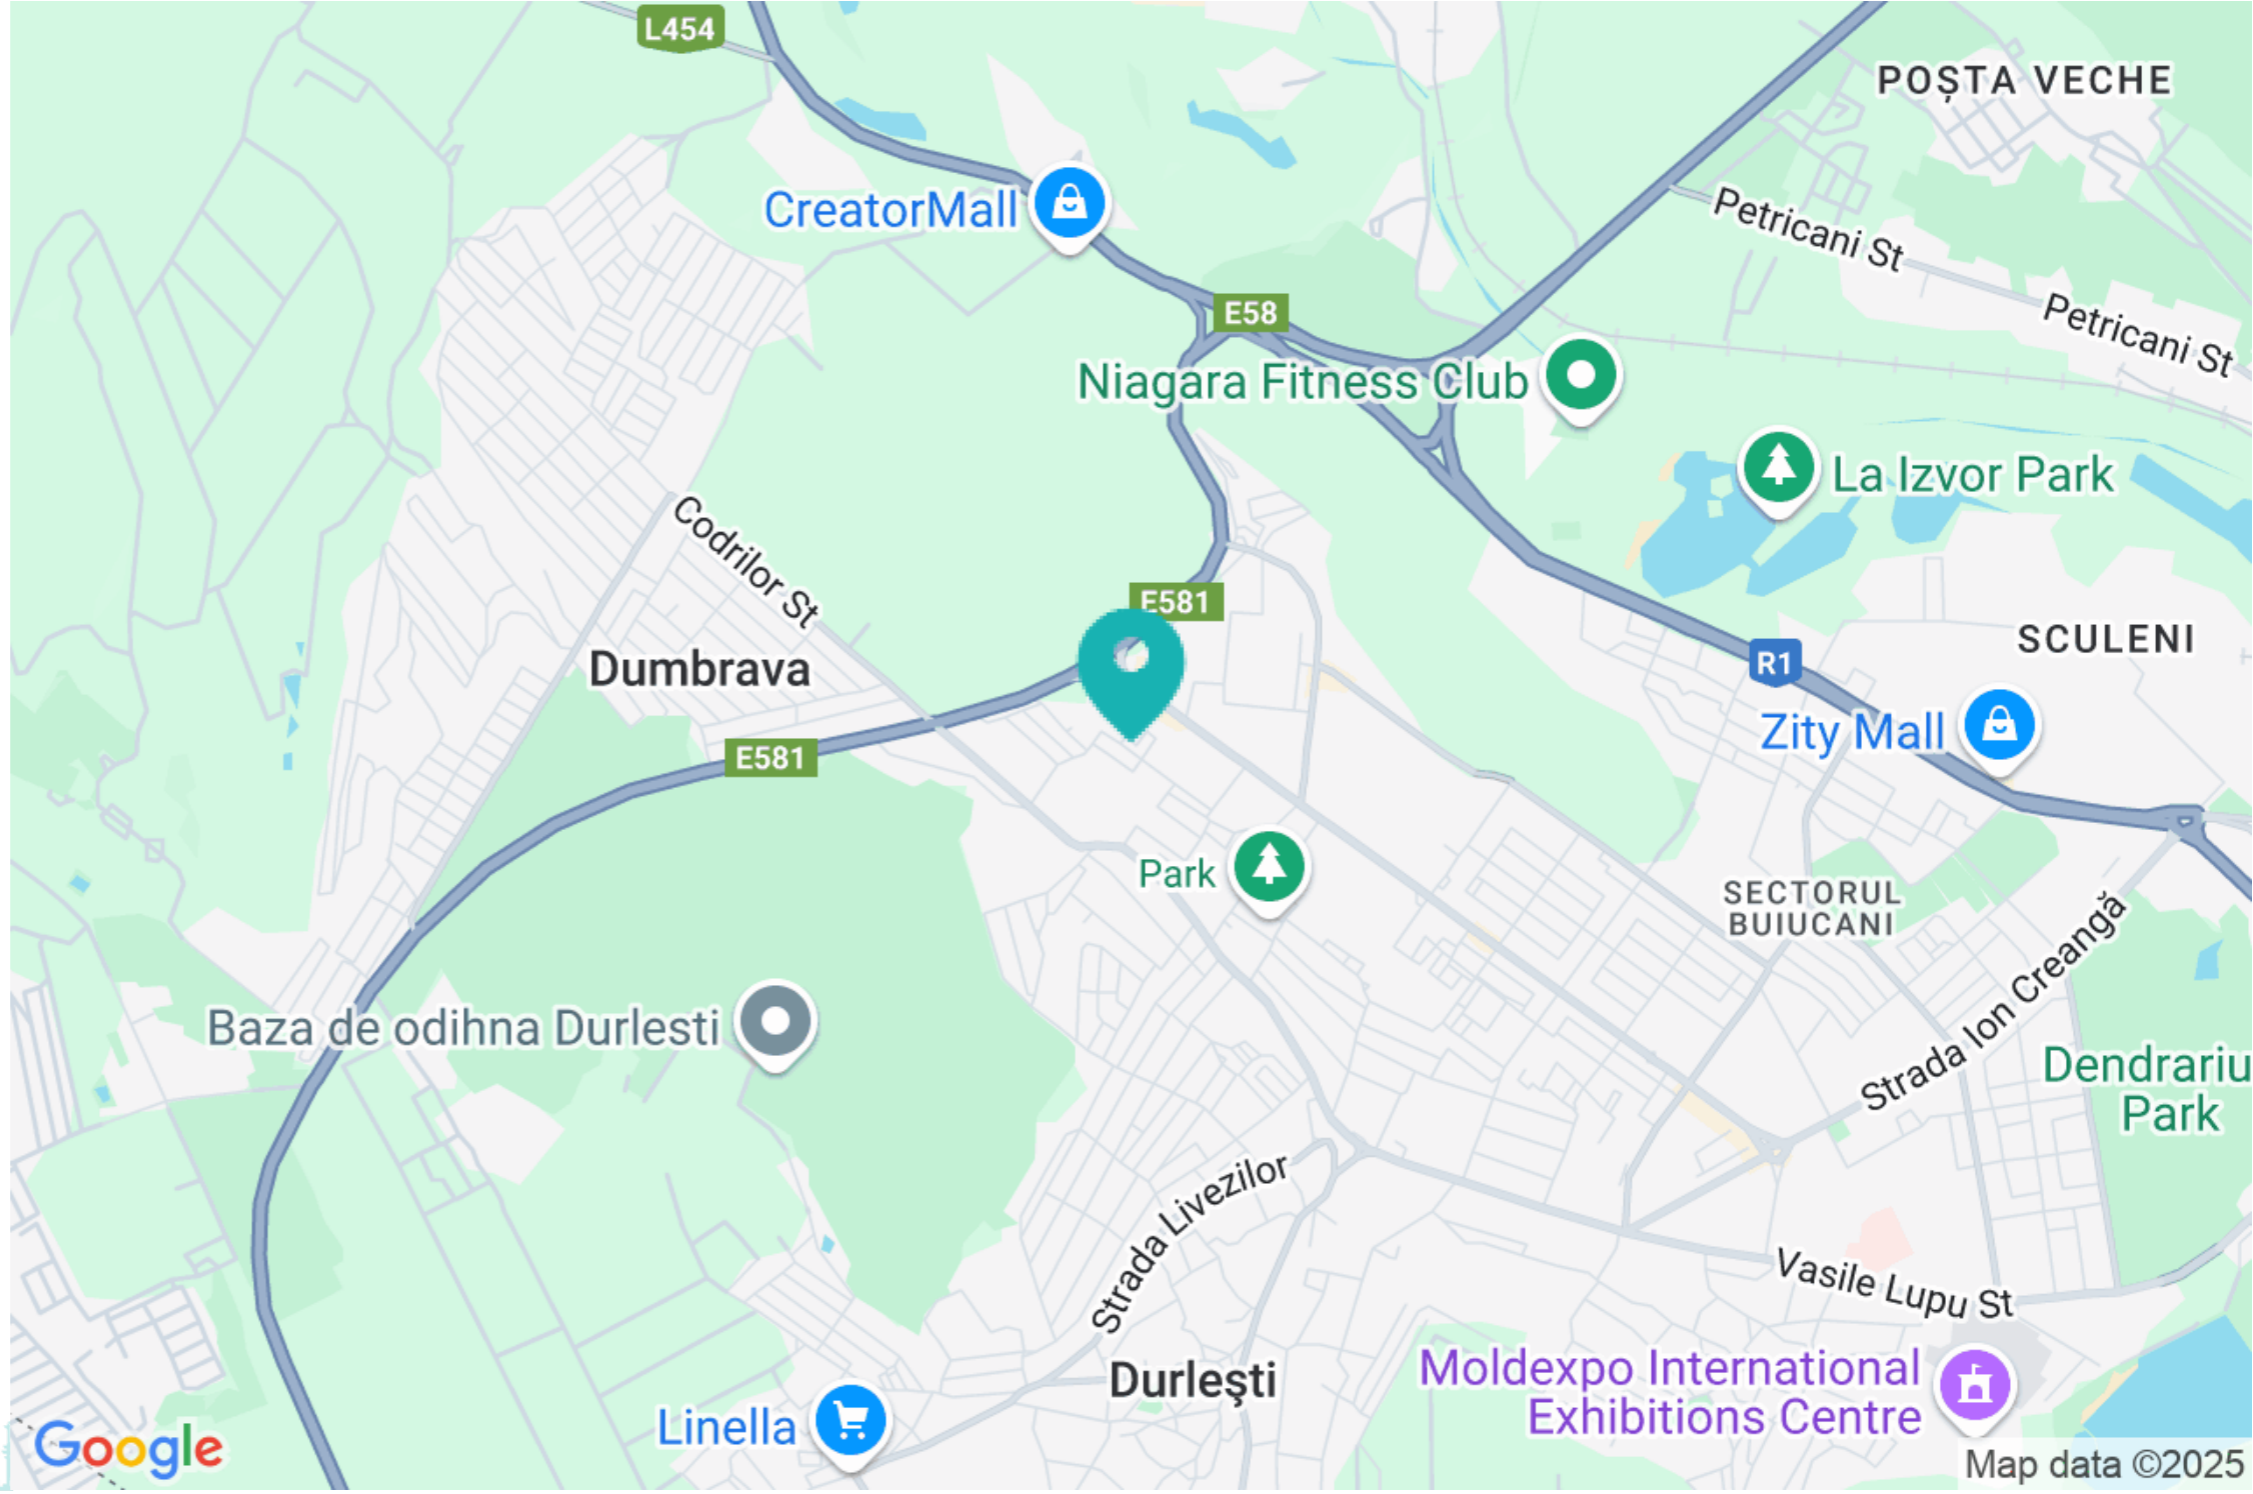 L454
POȘTA VECHE
CreatorMall
Petricani St
E58
Petricani St
Niagara Fitness Club
La Izvor Park
Codrilor St
E581
SCULENI
Dumbrava
R1
Zity Mall
E581
Park
SECTORUL
BUIUCANI
Strada Ion Creangă
Baza de odihna Durlesti
Dendrariu
Park
Strada Livezilor
Vasile Lupu St
Durleşti
Moldexpo International
Exhibitions Centre
Linella
Google
Map data ©2025